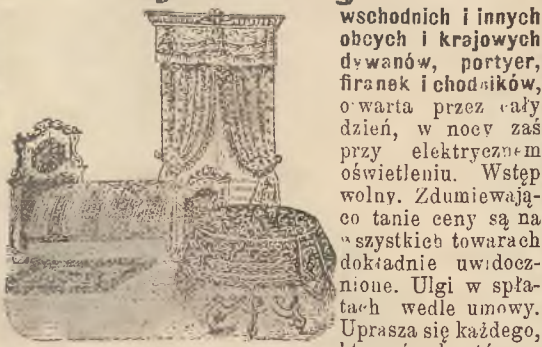 wschodnich i innych
obcych i krajowych
dywanów, portyer,
firanek i chodników,
otwarta przez cały
dzień, w nocy zaś
przy elektrycznem
oświetleniu. Wstęp
wolny. Zdumiewają-
co tanie ceny są na
wszystkich towarach
dokładnie uwidocz-
nione. Ulgi w spła-
tach wedle umowy.
Uprasza się każdego,